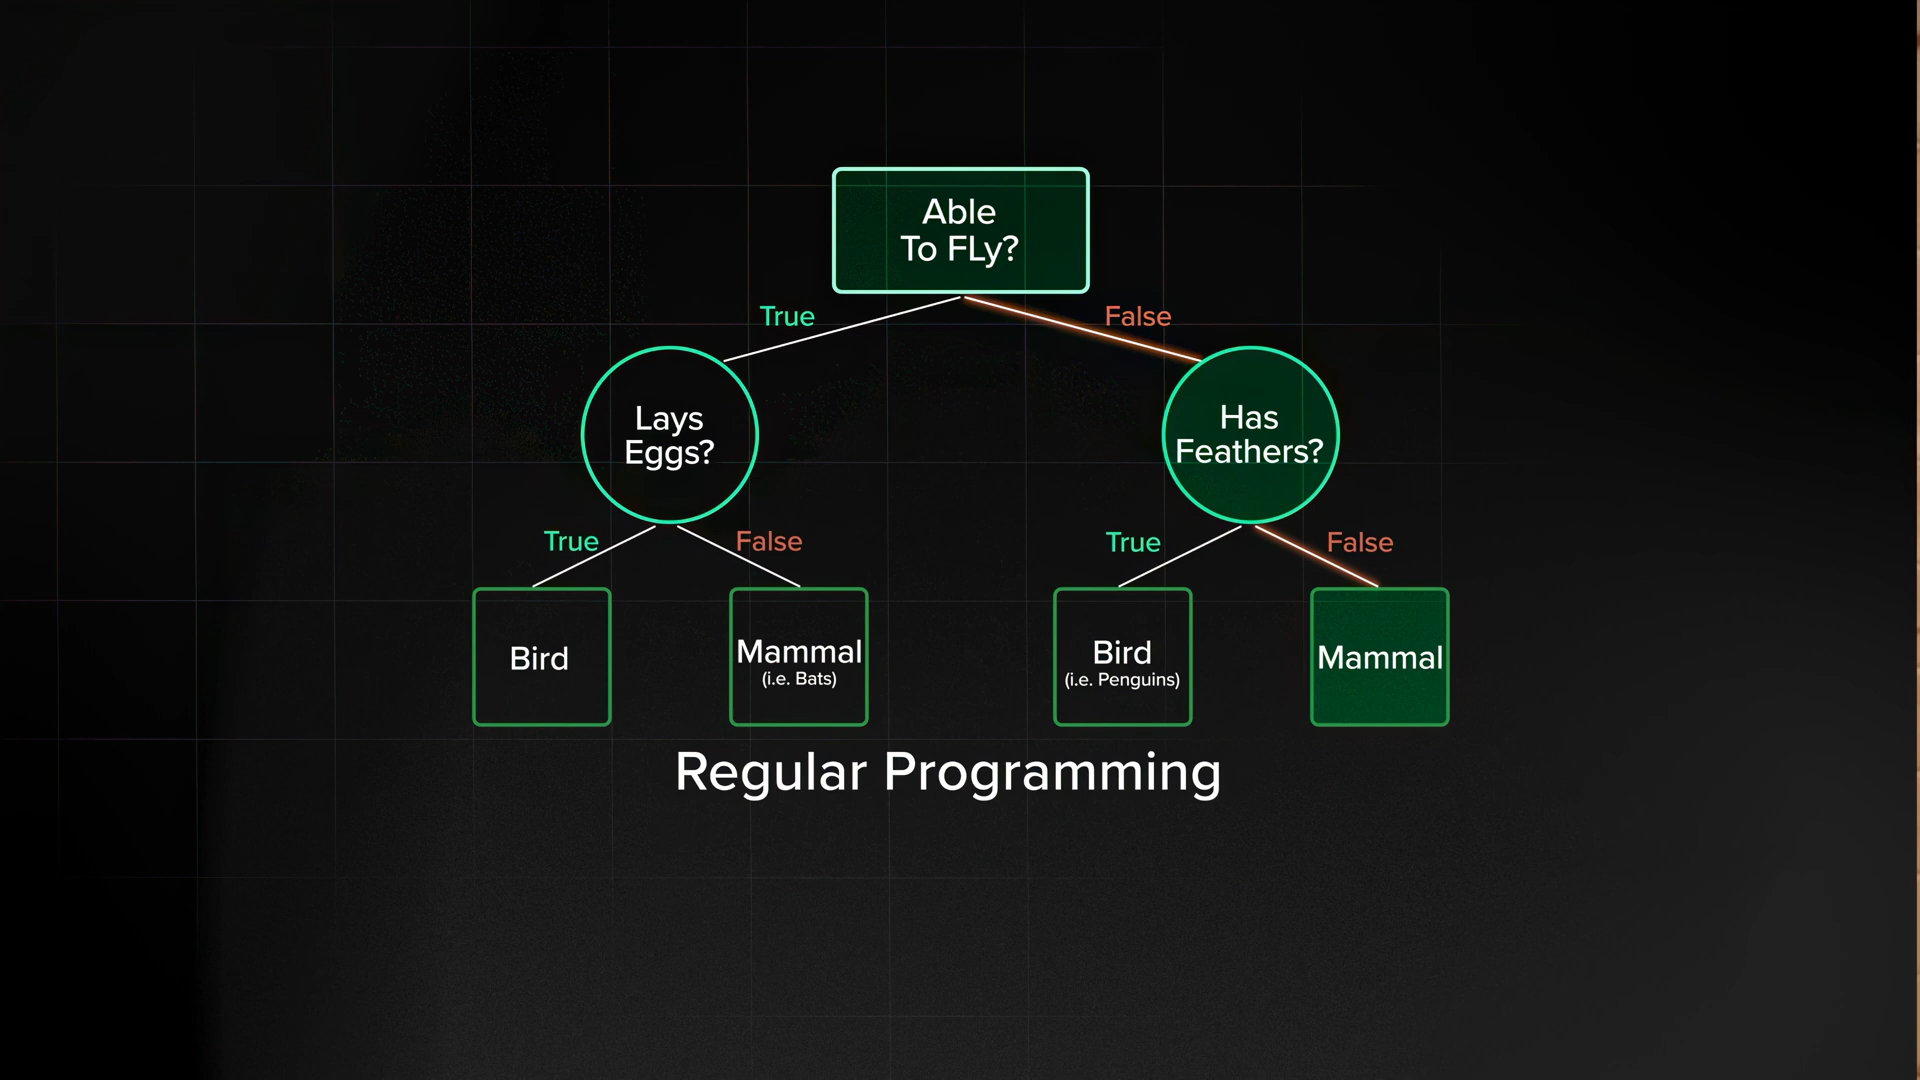 Able
To FLy?
True
False
Lays
Eggs?
Has
Feathers?
True
False
True
False
Bird
Mammal
(i.e. Bats)
Bird
(i.e. Penguins)
Mammal
Regular Programming